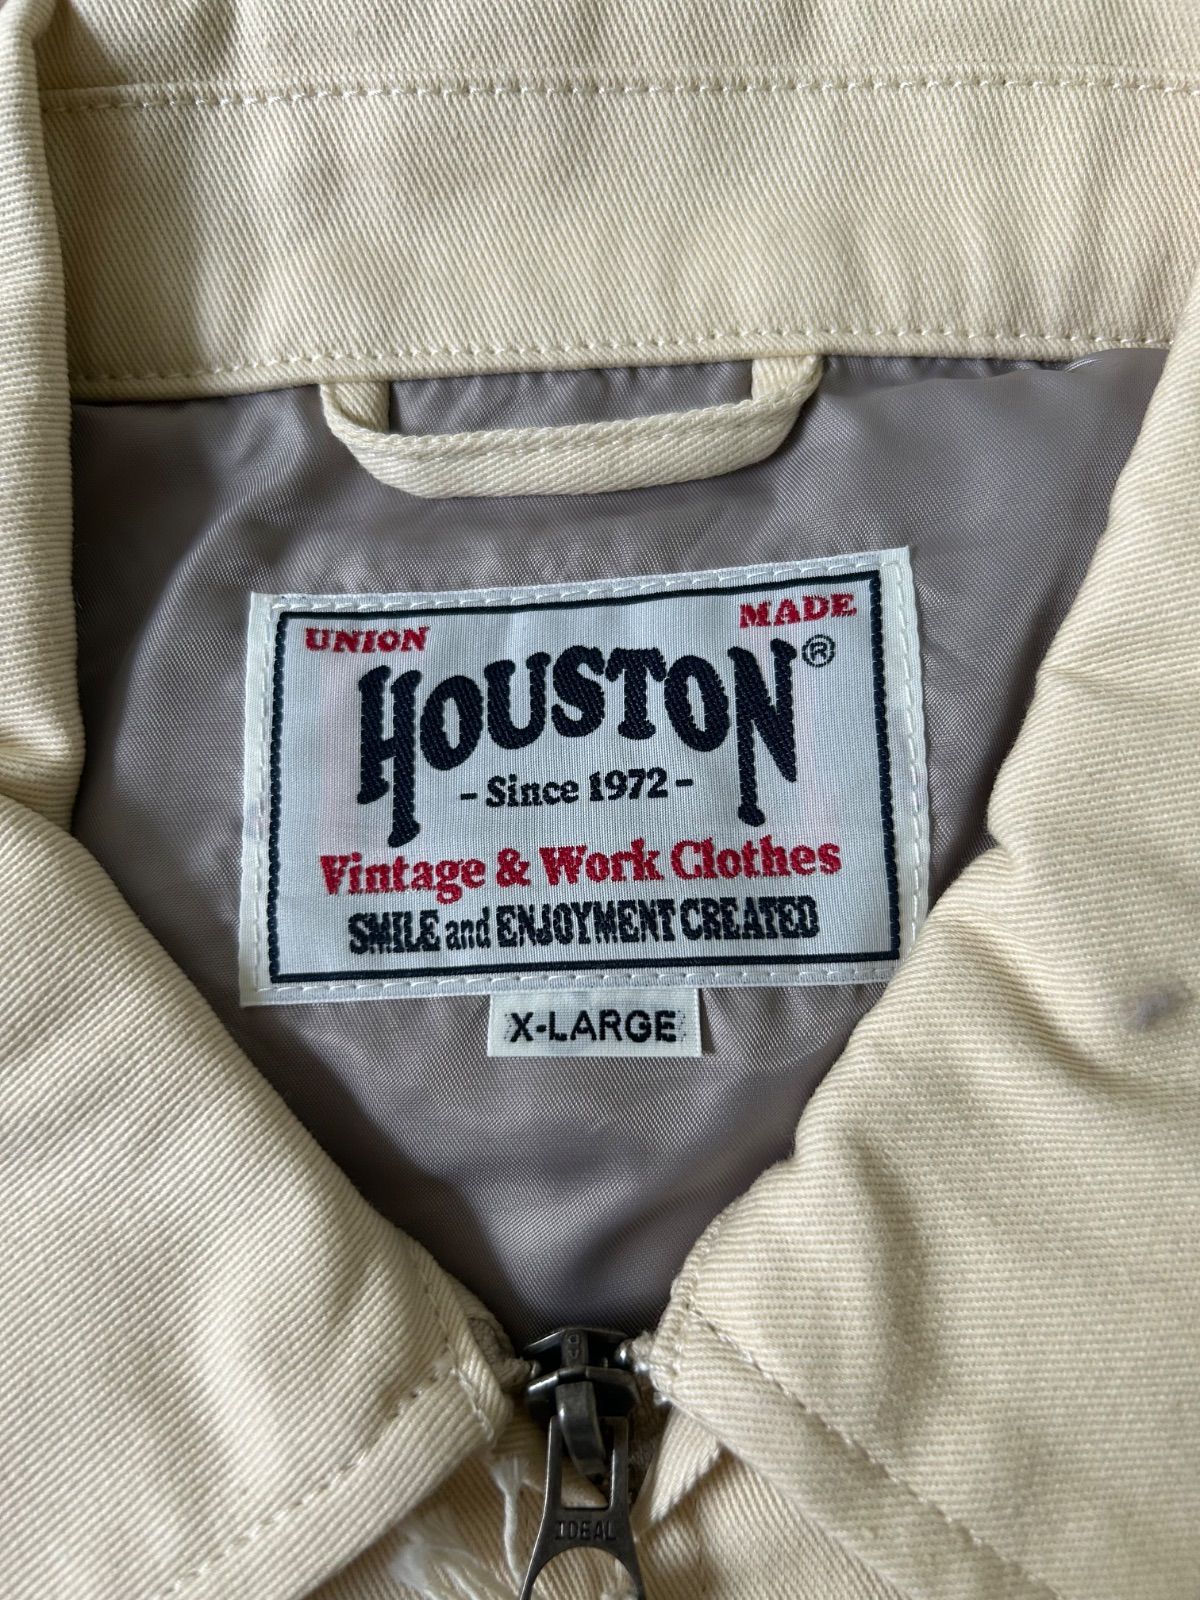 UNION MADE
HOUSTON®
- Since 1972 -
Vintage & Work Clothes
SMILE and ENJOYMENT CREATED
X-LARGE
IDEAL